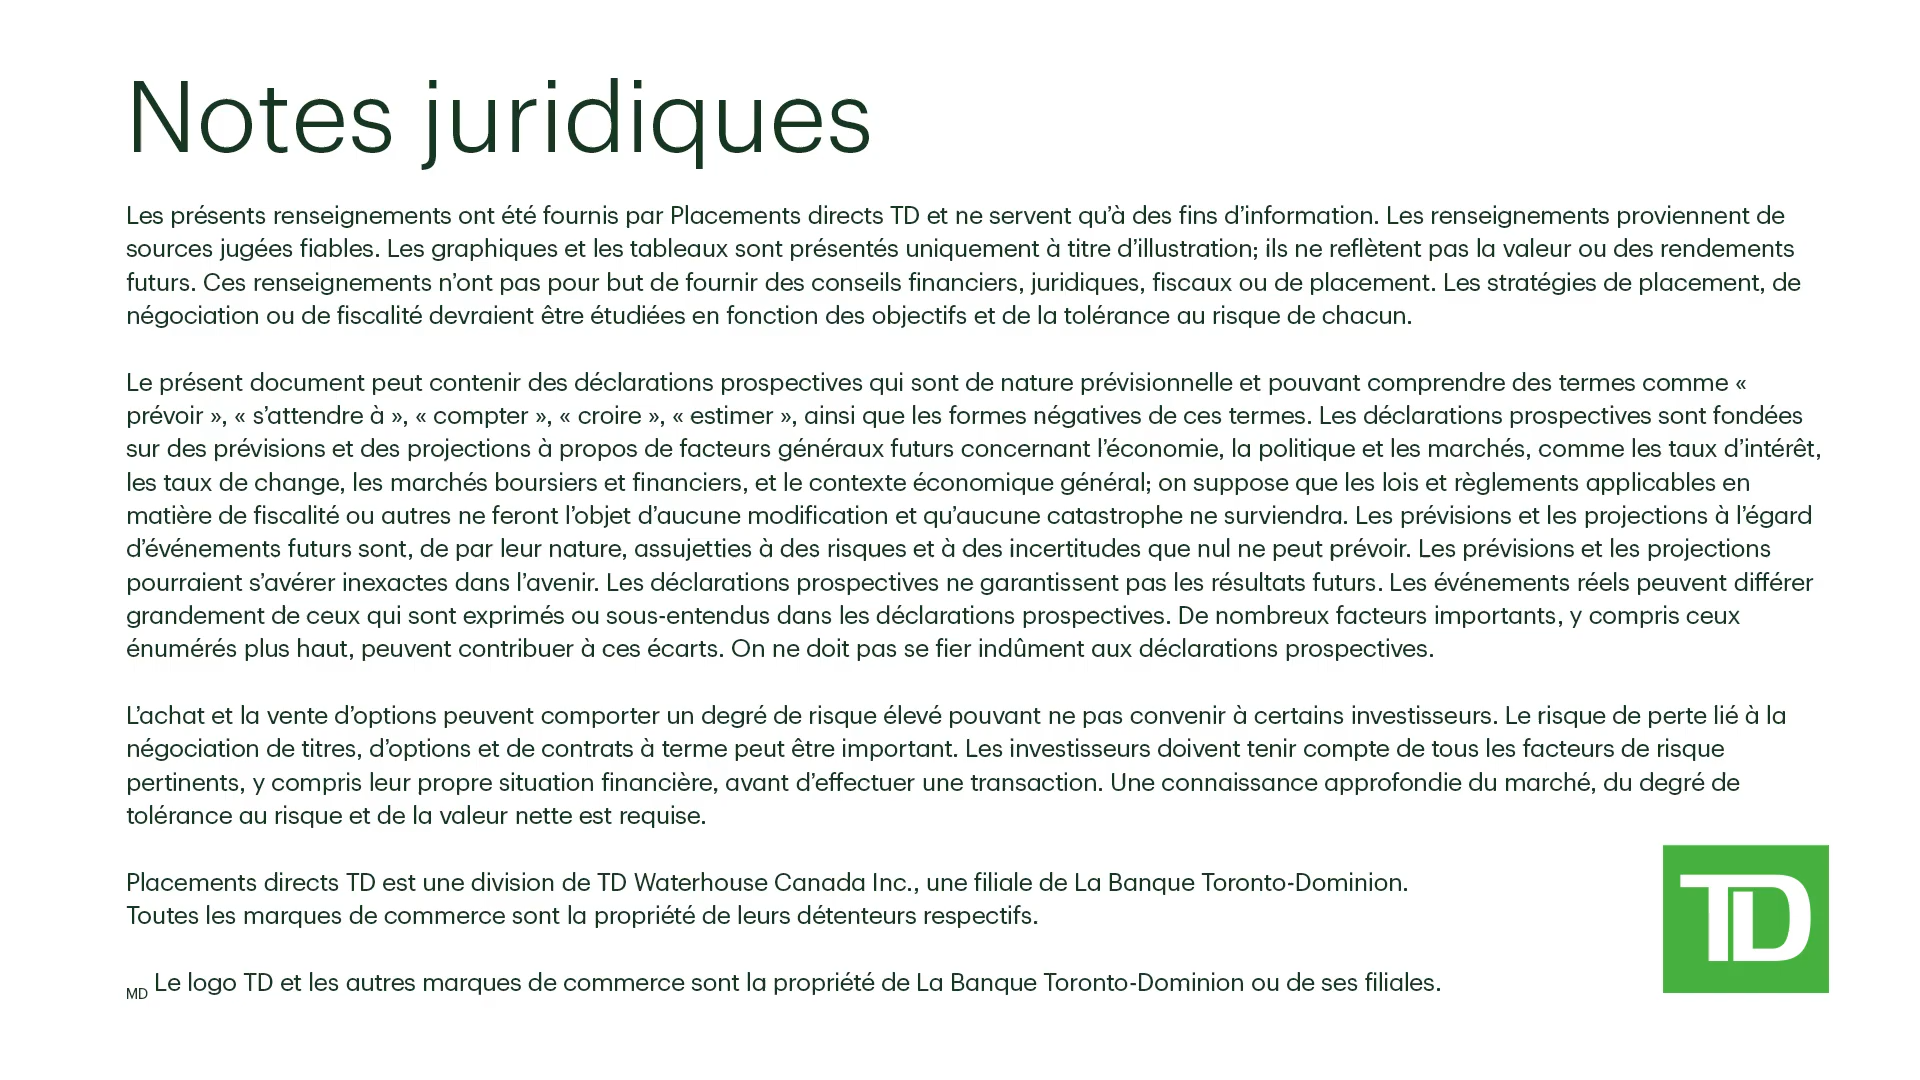 Notes juridiques
Les présents renseignements ont été fournis par Placements directs TD et ne servent qu’à des fins d’information. Les renseignements proviennent de
sources jugées fiables. Les graphiques et les tableaux sont présentés uniquement à titre d’illustration; ils ne reflètent pas la valeur ou des rendements
futurs. Ces renseignements n’ont pas pour but de fournir des conseils financiers, juridiques, fiscaux ou de placement. Les stratégies de placement, de
négociation ou de fiscalité devraient être étudiées en fonction des objectifs et de la tolérance au risque de chacun.
Le présent document peut contenir des déclarations prospectives qui sont de nature prévisionnelle et pouvant comprendre des termes comme «
prévoir », « s’attendre à », « compter », « croire », « estimer », ainsi que les formes négatives de ces termes. Les déclarations prospectives sont fondées
sur des prévisions et des projections à propos de facteurs généraux futurs concernant l’économie, la politique et les marchés, comme les taux d’intérêt,
les taux de change, les marchés boursiers et financiers, et le contexte économique général; on suppose que les lois et règlements applicables en
matière de fiscalité ou autres ne feront l’objet d’aucune modification et qu’aucune catastrophe ne surviendra. Les prévisions et les projections à l’égard
d’événements futurs sont, de par leur nature, assujetties à des risques et à des incertitudes que nul ne peut prévoir. Les prévisions et les projections
pourraient s’avérer inexactes dans l’avenir. Les déclarations prospectives ne garantissent pas les résultats futurs. Les événements réels peuvent différer
grandement de ceux qui sont exprimés ou sous-entendus dans les déclarations prospectives. De nombreux facteurs importants, y compris ceux
énumérés plus haut, peuvent contribuer à ces écarts. On ne doit pas se fier indûment aux déclarations prospectives.
L’achat et la vente d’options peuvent comporter un degré de risque élevé pouvant ne pas convenir à certains investisseurs. Le risque de perte lié à la
négociation de titres, d’options et de contrats à terme peut être important. Les investisseurs doivent tenir compte de tous les facteurs de risque
pertinents, y compris leur propre situation financière, avant d’effectuer une transaction. Une connaissance approfondie du marché, du degré de
tolérance au risque et de la valeur nette est requise.
Placements directs TD est une division de TD Waterhouse Canada Inc., une filiale de La Banque Toronto-Dominion.
Toutes les marques de commerce sont la propriété de leurs détenteurs respectifs.
MD Le logo TD et les autres marques de commerce sont la propriété de La Banque Toronto-Dominion ou de ses filiales.
TD